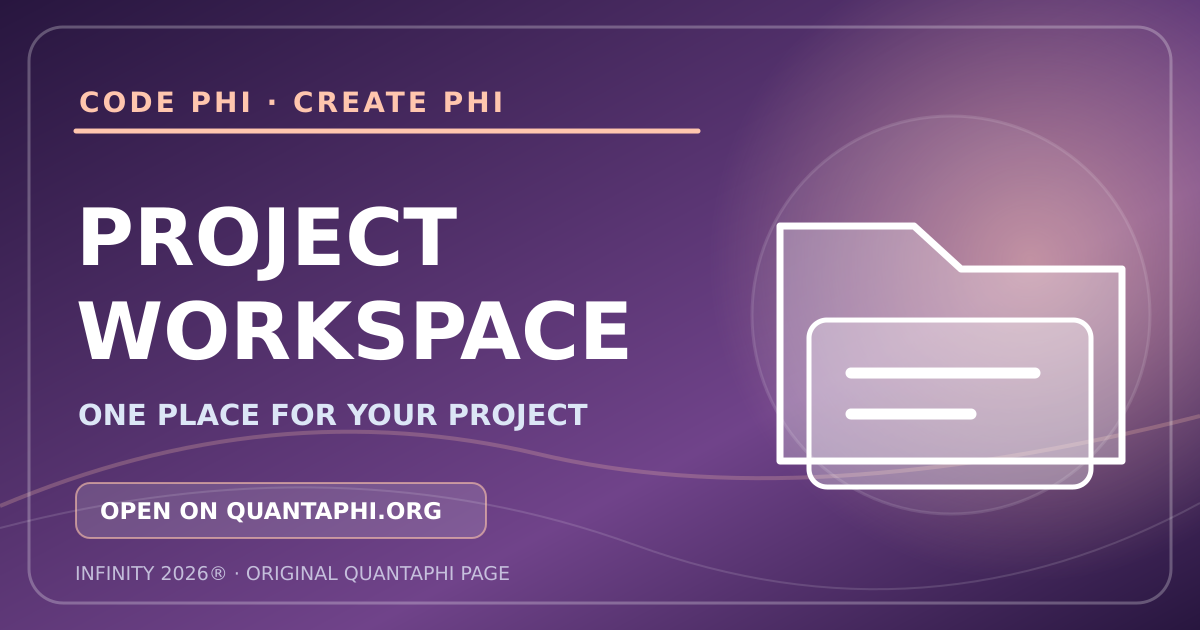 CODE PHI · CREATE PHI
PROJECT
WORKSPACE
ONE PLACE FOR YOUR PROJECT
OPEN ON QUANTAPHI.ORG
INFINITY 2026® · ORIGINAL QUANTAPHI PAGE